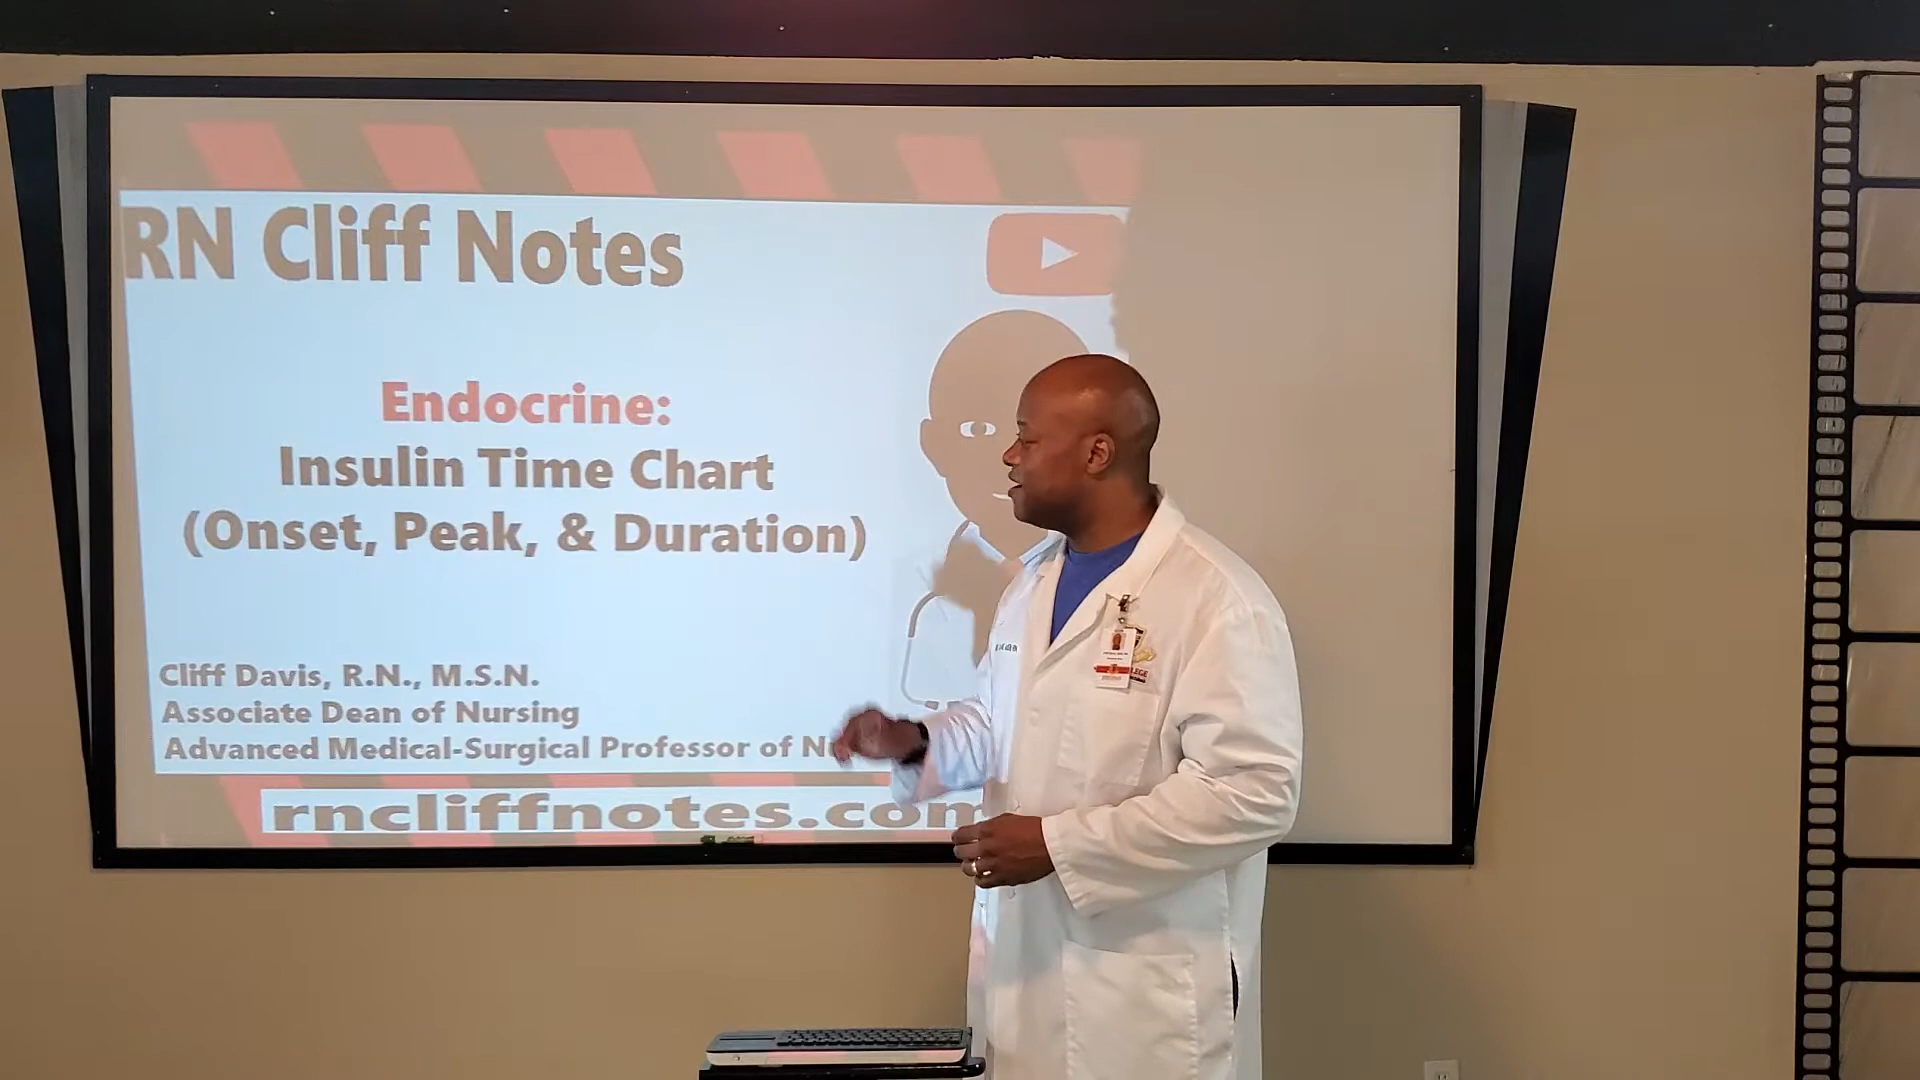 RN Cliff Notes
Endocrine:
Insulin Time Chart
(Onset, Peak, & Duration)
Cliff Davis, R.N., M.S.N.
Associate Dean of Nursing
Advanced Medical-Surgical Professor of Nu
rncliffnotes.com